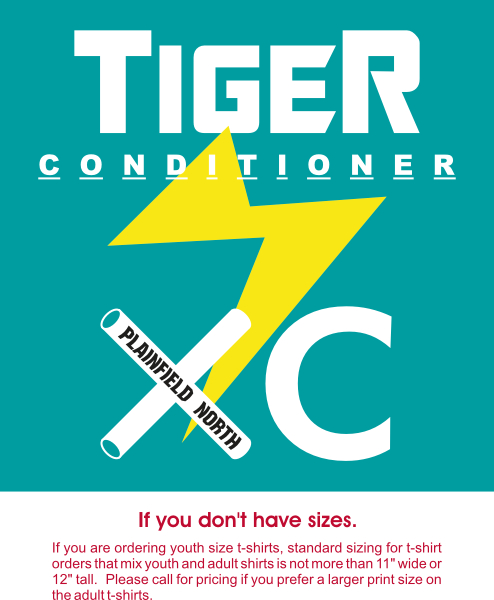 TIGER
CONDITIONER
PLAINFIELD NORTH
XC
If you don't have sizes.
If you are ordering youth size t-shirts, standard sizing for t-shirt
orders that mix youth and adult shirts is not more than 11" wide or
12" tall.  Please call for pricing if you prefer a larger print size on
the adult t-shirts.